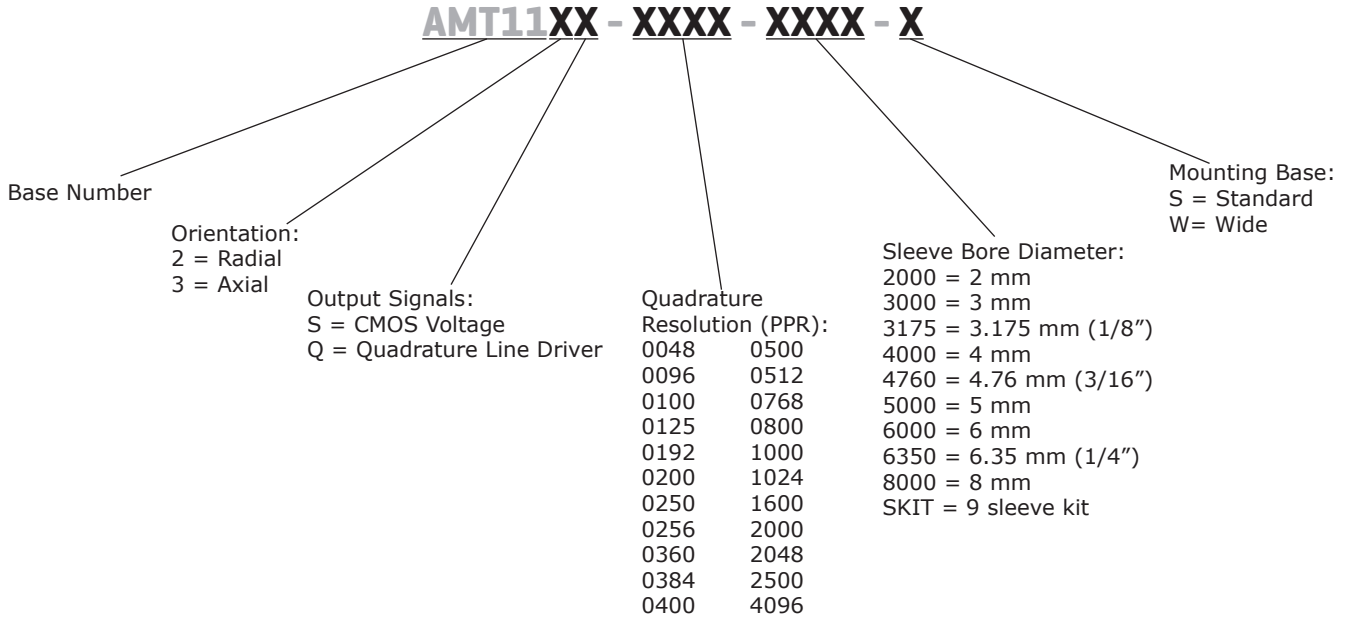 AMT11XX - XXXX - XXXX - X
Base Number
Orientation:
2 = Radial
3 = Axial
Output Signals:
S = CMOS Voltage
Q = Quadrature Line Driver
Quadrature
Resolution (PPR):
0048 0500
0096 0512
0100 0768
0125 0800
0192 1000
0200 1024
0250 1600
0256 2000
0360 2048
0384 2500
0400 4096
Sleeve Bore Diameter:
2000 = 2 mm
3000 = 3 mm
3175 = 3.175 mm (1/8”)
4000 = 4 mm
4760 = 4.76 mm (3/16”)
5000 = 5 mm
6000 = 6 mm
6350 = 6.35 mm (1/4”)
8000 = 8 mm
SKIT = 9 sleeve kit
Mounting Base:
S = Standard
W= Wide